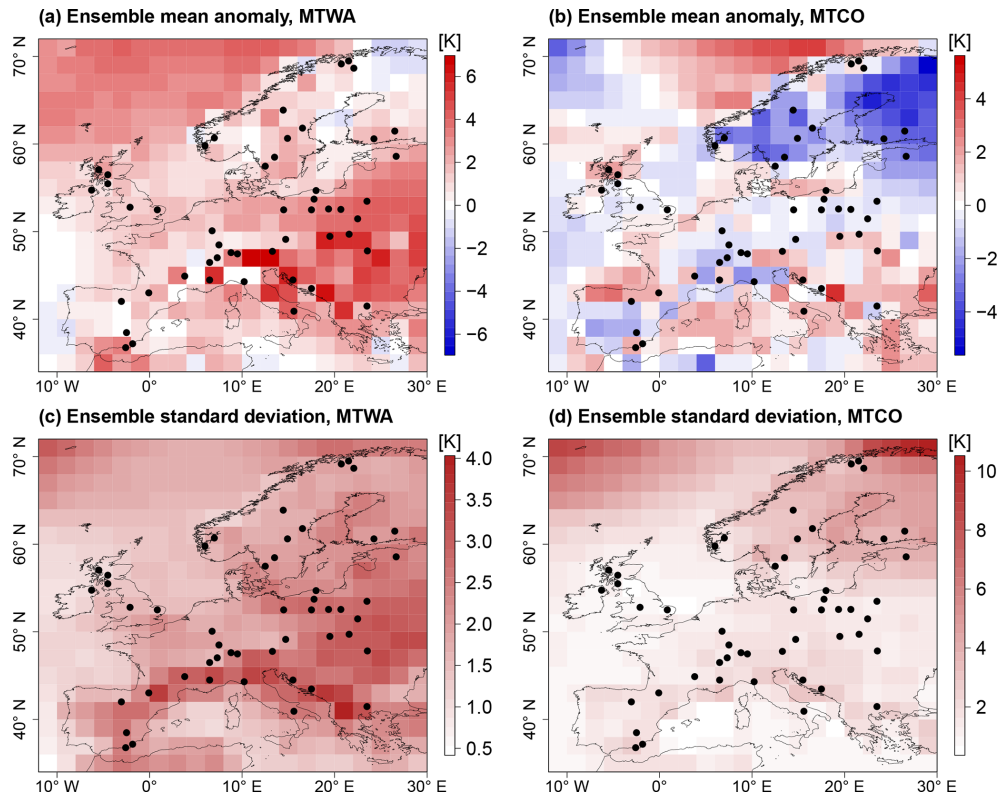 (a) Ensemble mean anomaly, MTWA
[K]
70° N
60° N
50° N
40° N
10° W 0° 10° E 20° E 30° E
6
4
2
0
−2
−4
−6
(b) Ensemble mean anomaly, MTCO
[K]
70° N
60° N
50° N
40° N
10° W 0° 10° E 20° E 30° E
4
2
0
−2
−4
(c) Ensemble standard deviation, MTWA
[K]
70° N
60° N
50° N
40° N
10° W 0° 10° E 20° E 30° E
4.0
3.5
3.0
2.5
2.0
1.5
1.0
0.5
(d) Ensemble standard deviation, MTCO
[K]
70° N
60° N
50° N
40° N
10° W 0° 10° E 20° E 30° E
10
8
6
4
2